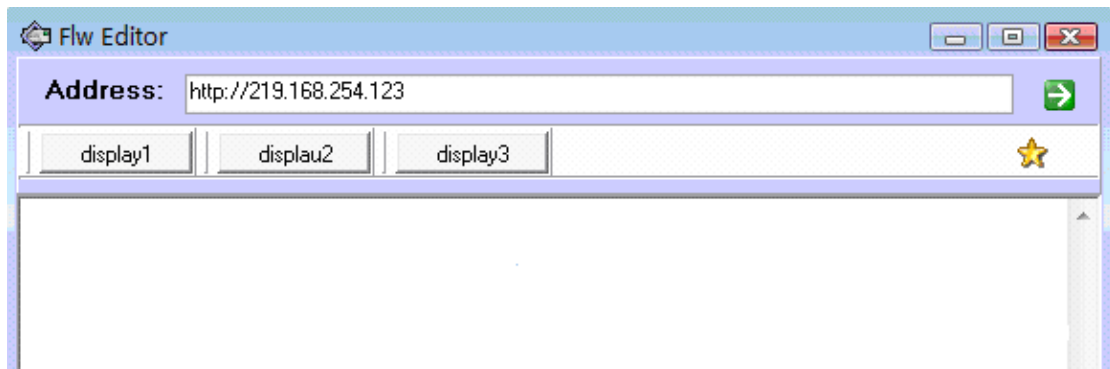 Flw Editor
Address: http://219.168.254.123
display1 displau2 display3